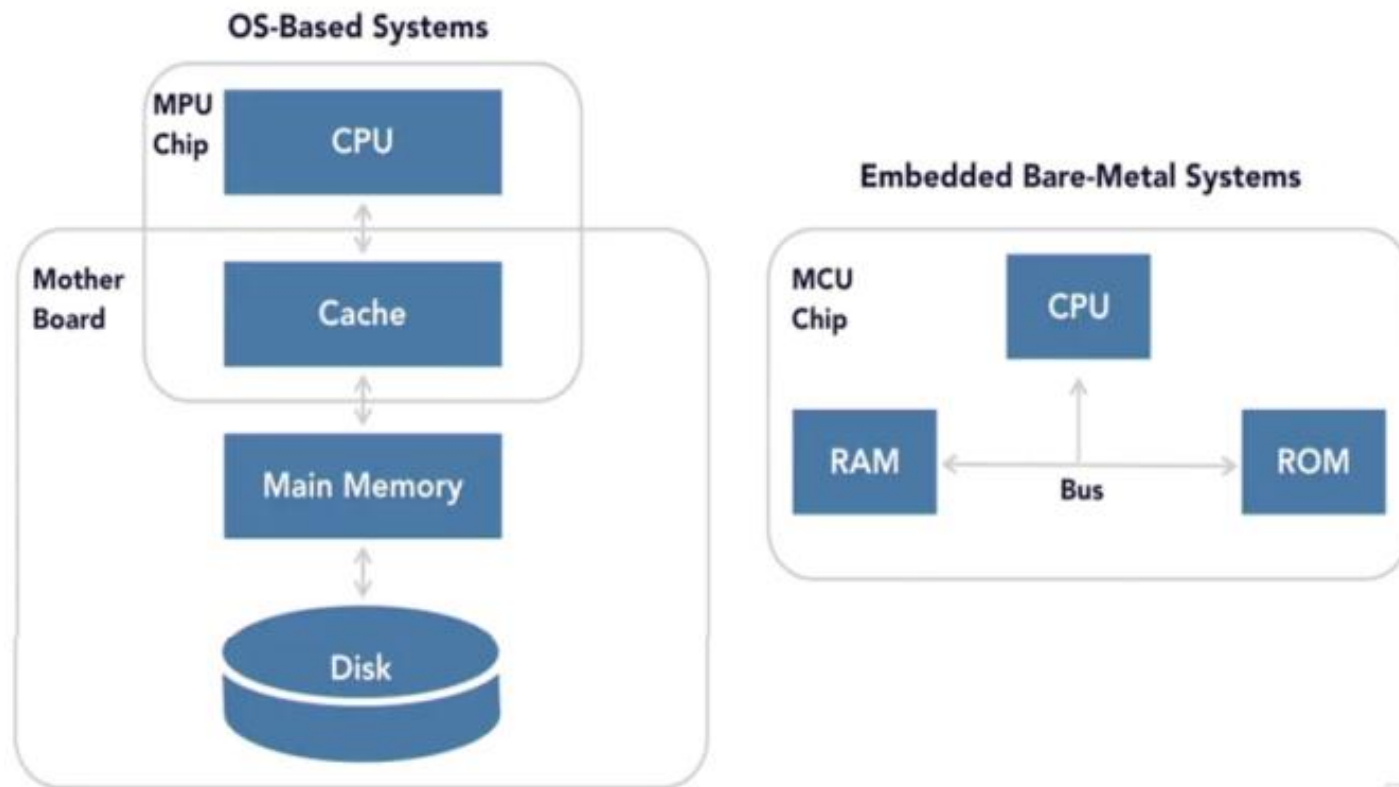 OS-Based Systems
MPU
Chip
CPU
Mother
Board
Cache
Main Memory
Disk
Embedded Bare-Metal Systems
MCU
Chip
CPU
RAM
ROM
Bus